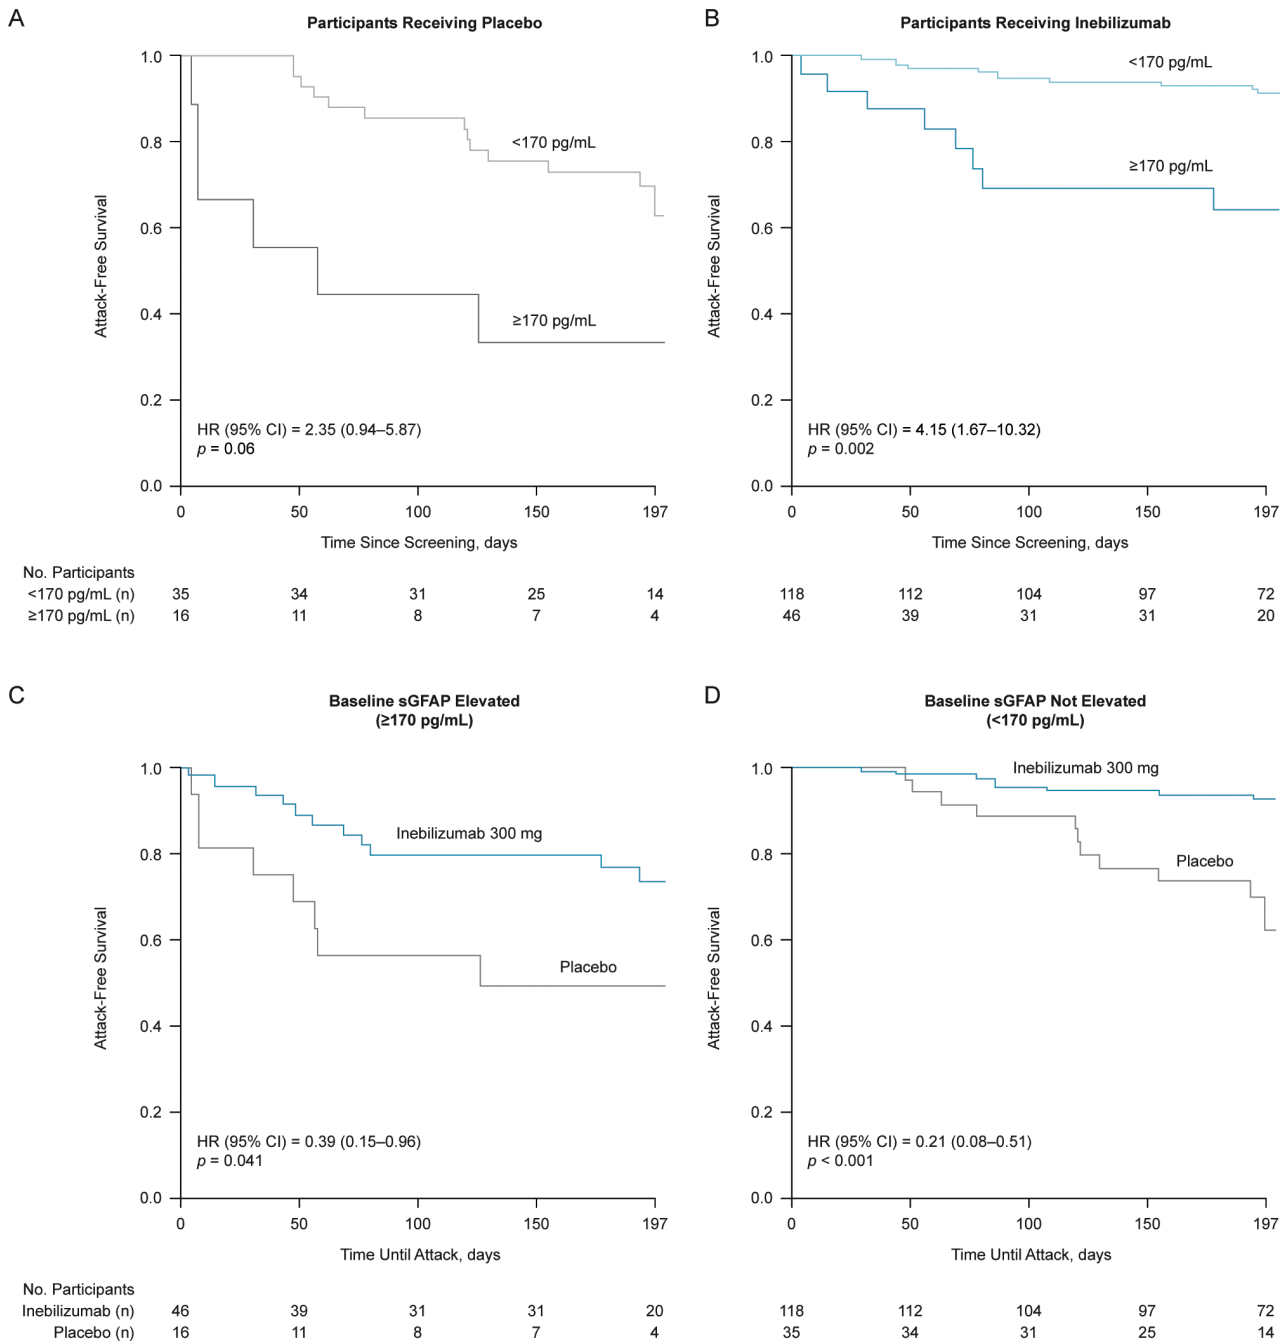 A
Participants Receiving Placebo
1.0
0.8
0.6
0.4
0.2
0.0
Attack-Free Survival
<170 pg/mL
≥170 pg/mL
HR (95% CI) = 2.35 (0.94–5.87)
p = 0.06
0 50 100 150 197
Time Since Screening, days
B
Participants Receiving Inebilizumab
1.0
0.8
0.6
0.4
0.2
0.0
Attack-Free Survival
<170 pg/mL
≥170 pg/mL
HR (95% CI) = 4.15 (1.67–10.32)
p = 0.002
0 50 100 150 197
Time Since Screening, days
No. Participants
<170 pg/mL (n) 35 34 31 25 14 118 112 104 97 72
≥170 pg/mL (n) 16 11 8 7 4 46 39 31 31 20
C
Baseline sGFAP Elevated
(≥170 pg/mL)
1.0
0.8
0.6
0.4
0.2
0.0
Attack-Free Survival
Inebilizumab 300 mg
Placebo
HR (95% CI) = 0.39 (0.15–0.96)
p = 0.041
0 50 100 150 197
Time Until Attack, days
D
Baseline sGFAP Not Elevated
(<170 pg/mL)
1.0
0.8
0.6
0.4
0.2
0.0
Attack-Free Survival
Inebilizumab 300 mg
Placebo
HR (95% CI) = 0.21 (0.08–0.51)
p < 0.001
0 50 100 150 197
Time Until Attack, days
No. Participants
Inebilizumab (n) 46 39 31 31 20 118 112 104 97 72
Placebo (n) 16 11 8 7 4 35 34 31 25 14